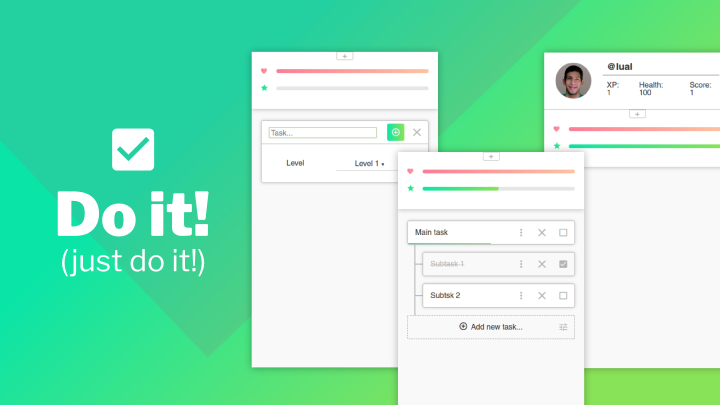 Do it!
(just do it!)
Task...
Level
Level 1
@lual
XP:
1
Health:
100
Score:
1
Main task
Subtask 1
Subtsk 2
Add new task...